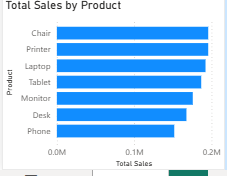 Total Sales by Product
Product
Chair
Printer
Laptop
Tablet
Monitor
Desk
Phone
0.0M 0.1M 0.2M
Total Sales